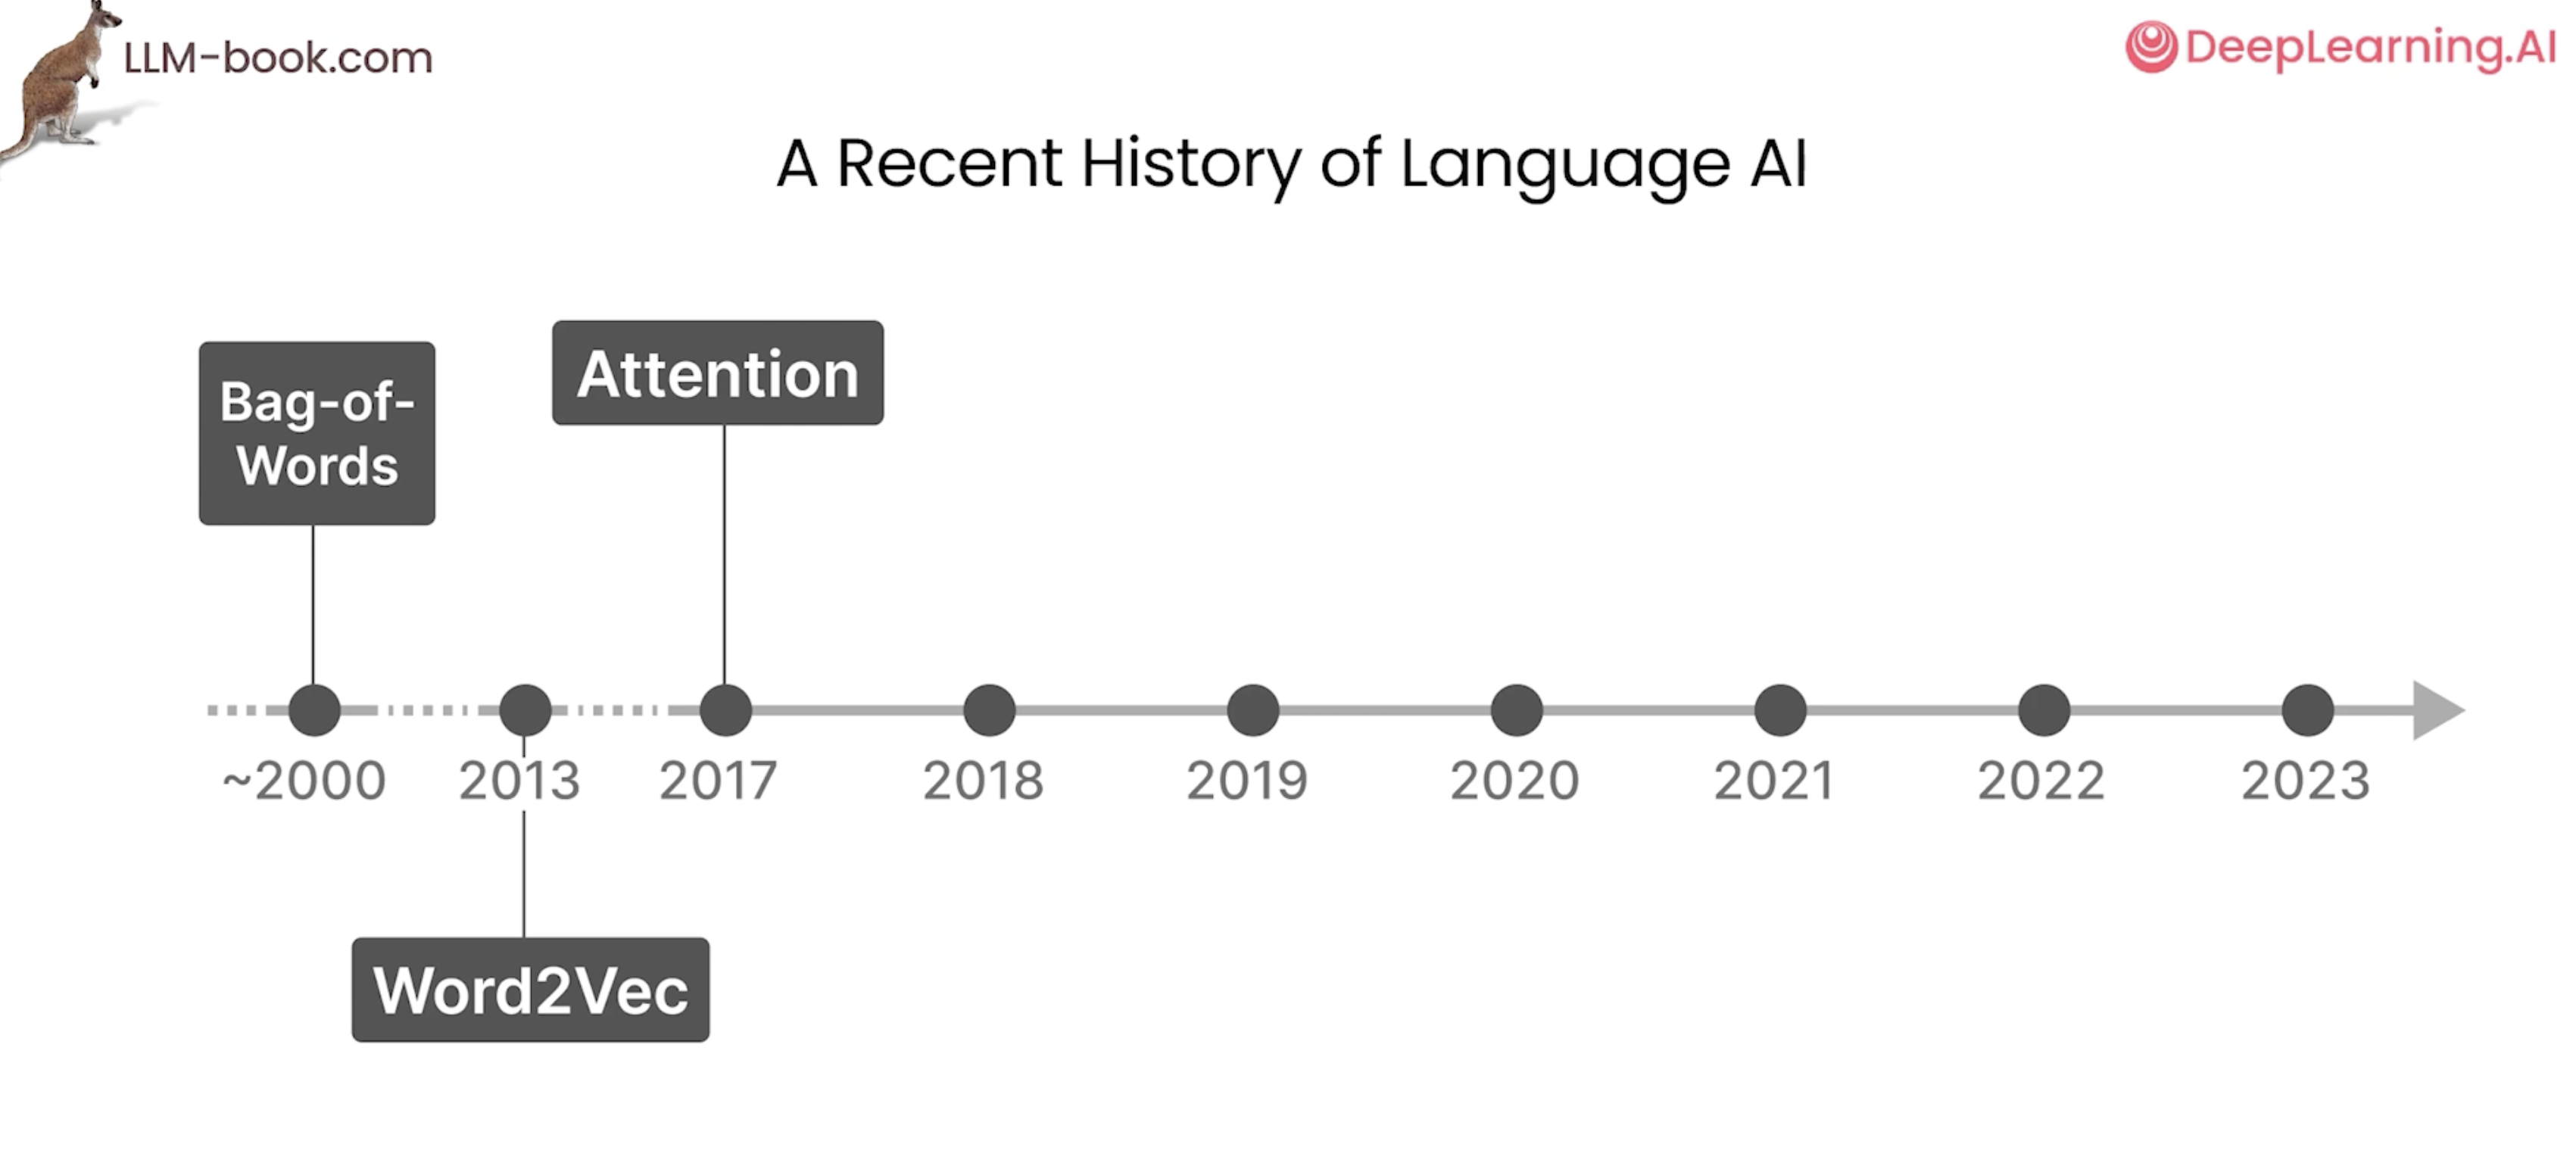 LLM-book.com
DeepLearning.AI
A Recent History of Language AI
Bag-of-
Words
Attention
~2000
2013
2017
2018
2019
2020
2021
2022
2023
Word2Vec